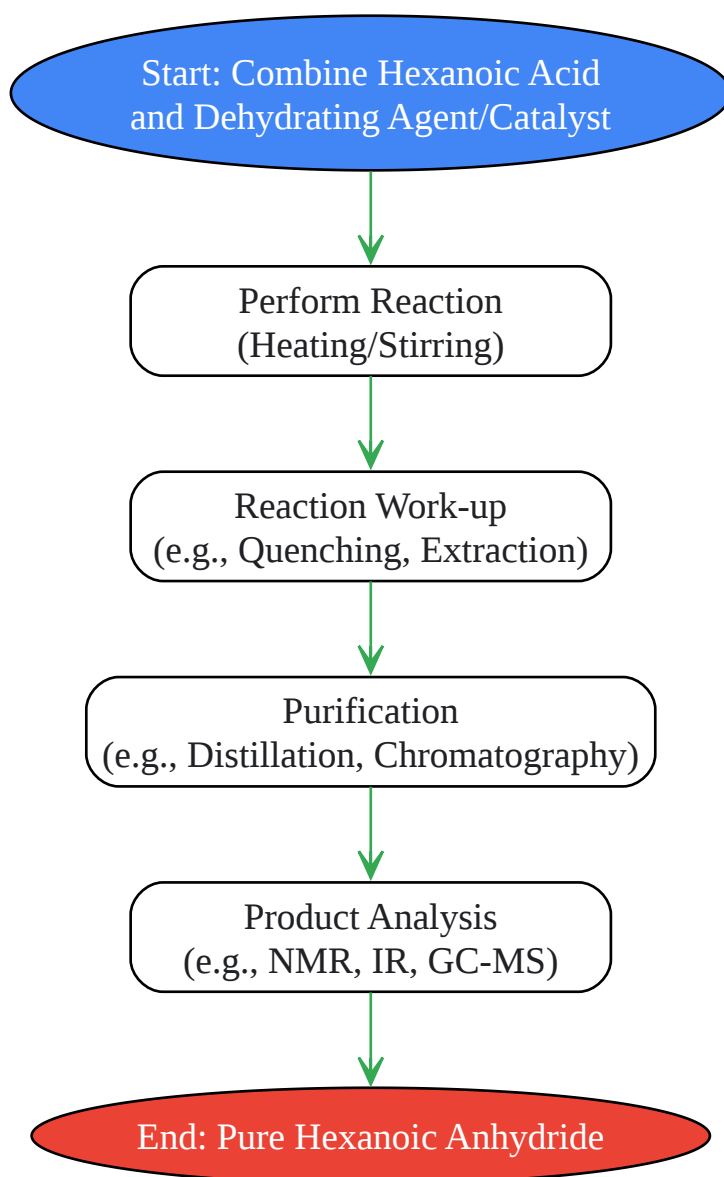 Start: Combine Hexanoic Acid
and Dehydrating Agent/Catalyst
Perform Reaction
(Heating/Stirring)
Reaction Work-up
(e.g., Quenching, Extraction)
Purification
(e.g., Distillation, Chromatography)
Product Analysis
(e.g., NMR, IR, GC-MS)
End: Pure Hexanoic Anhydride